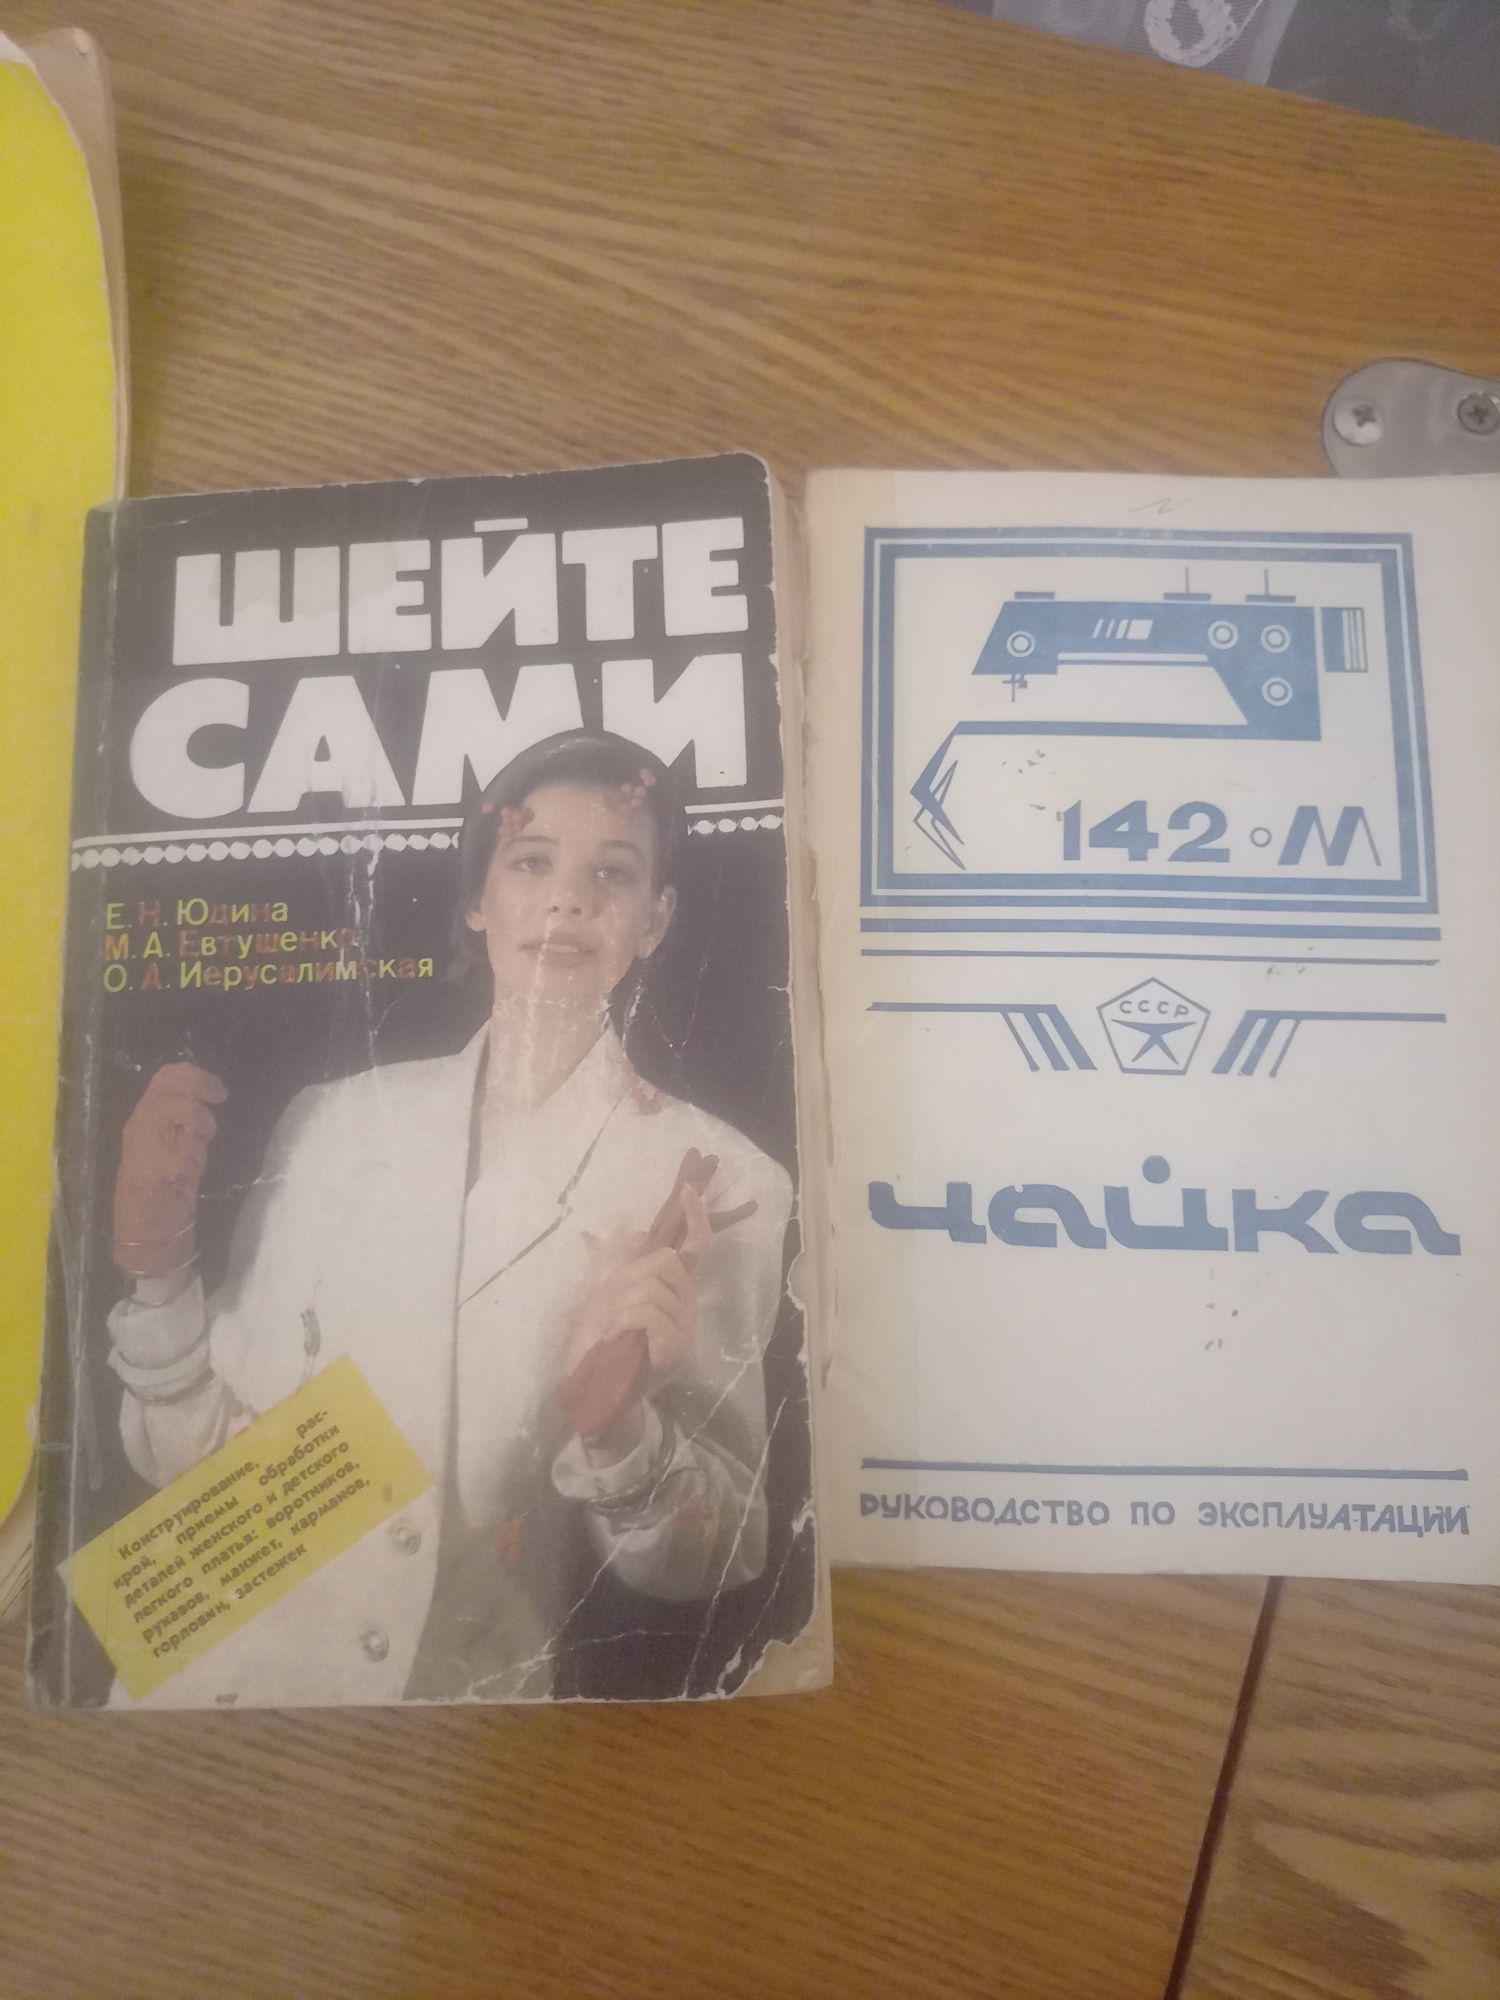 ШЕЙТЕ
САМИ
Е. Н. Юдина
М. А. Евтушенко
О. А. Иерусалимская
Конструирование, рас-
крой, приемы обработки
деталей женского и детского
легкого платья: воротников,
рукавов, манжет, карманов,
горловин, застежек
142·М
СССР
чайка
РУКОВОДСТВО ПО ЭКСПЛУАТАЦИИ